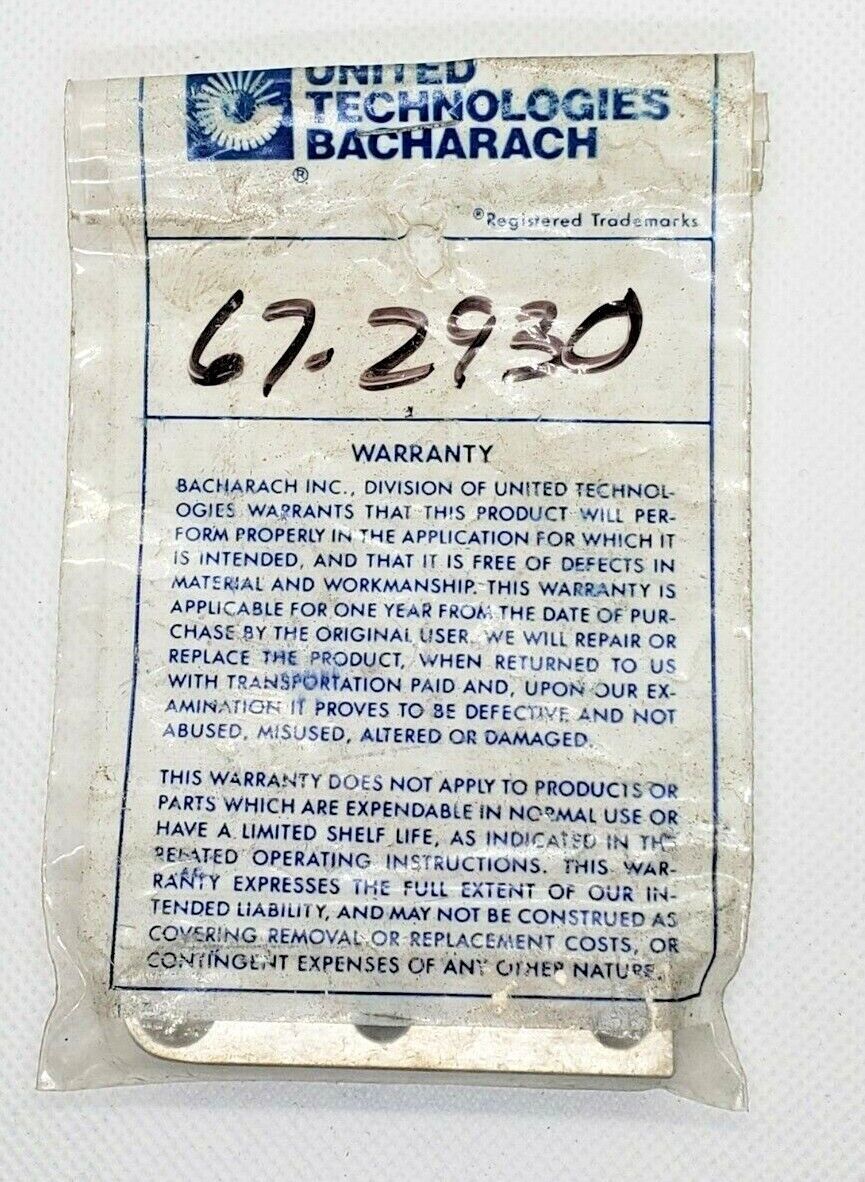 UNITED
TECHNOLOGIES
BACHARACH
®
®Registered Trademarks
67-2930
WARRANTY
BACHARACH INC., DIVISION OF UNITED TECHNOL-
OGIES WARRANTS THAT THIS PRODUCT WILL PER-
FORM PROPERLY IN THE APPLICATION FOR WHICH IT
IS INTENDED, AND THAT IT IS FREE OF DEFECTS IN
MATERIAL AND WORKMANSHIP. THIS WARRANTY IS
APPLICABLE FOR ONE YEAR FROM THE DATE OF PUR-
CHASE BY THE ORIGINAL USER. WE WILL REPAIR OR
REPLACE THE PRODUCT, WHEN RETURNED TO US
WITH TRANSPORTATION PAID AND, UPON OUR EX-
AMINATION IT PROVES TO BE DEFECTIVE AND NOT
ABUSED, MISUSED, ALTERED OR DAMAGED.
THIS WARRANTY DOES NOT APPLY TO PRODUCTS OR
PARTS WHICH ARE EXPENDABLE IN NORMAL USE OR
HAVE A LIMITED SHELF LIFE, AS INDICATED IN THE
RELATED OPERATING INSTRUCTIONS. THIS WAR-
RANTY EXPRESSES THE FULL EXTENT OF OUR IN-
TENDED LIABILITY, AND MAY NOT BE CONSTRUED AS
COVERING REMOVAL OR REPLACEMENT COSTS, OR
CONTINGENT EXPENSES OF ANY OTHER NATURE.